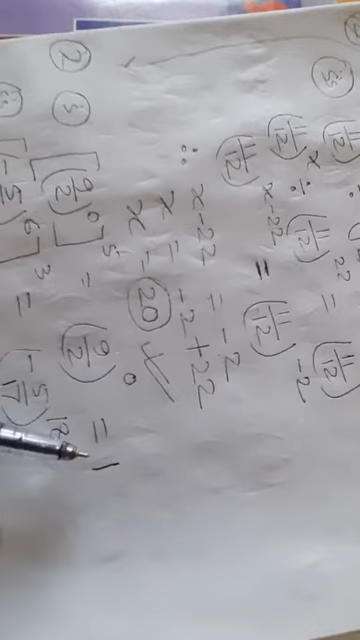 (11/12)^x ÷ (11/12)^22 = (11/12)^-2
(11/12)^x-22 = (11/12)^-2
∴ x-22 = -2
x = -2+22
x = 20 ✓
② i [(9/2)^0]^5 = (9/2)^0 = 1
ii [(-5/)^6]^3 = (-5/17)^18